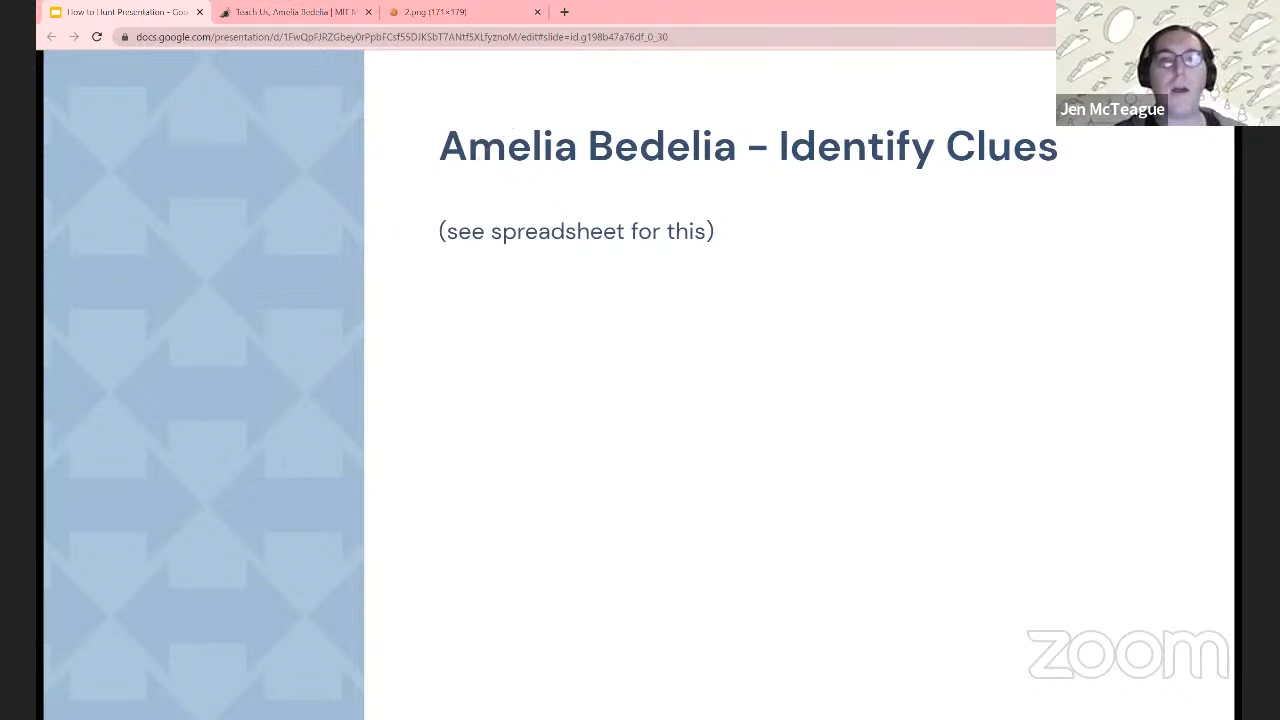 How to Hunt Presentation - Goo
Teach Us, Amelia Bedelia | MIT M
2.png (171×179)
docs.google.com/presentation/d/1FwQpFJRZGbey0rPpbFCsf55DJKSbT7ANtf5XLfyznoM/edit#slide=id.g198b47a76df_0_30
Jen McTeague
Amelia Bedelia - Identify Clues
(see spreadsheet for this)
zoom